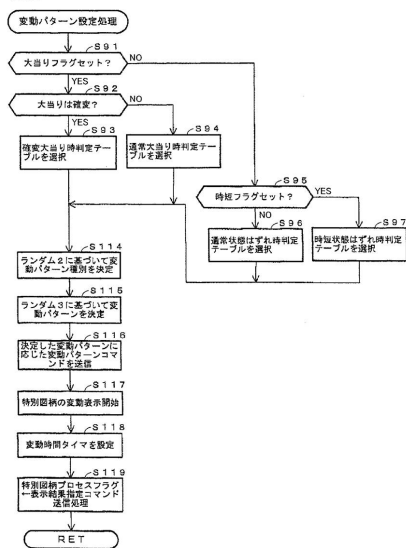 変動パターン設定処理
S91
大当りフラグセット?
NO
YES
S92
大当りは確変?
NO
YES
S93
確変大当り時判定テ
ーブルを選択
S94
通常大当り時判定テー
ブルを選択
S95
時短フラグセット?
YES
NO
S96
通常状態はずれ時判定
テーブルを選択
S97
時短状態はずれ時判定
テーブルを選択
S114
ランダム2に基づいて変
動パターン種別を決定
S115
ランダム3に基づいて変
動パターンを決定
S116
決定した変動パターンに
応じた変動パターンコマ
ンドを送信
S117
特別図柄の変動表示開始
S118
変動時間タイマを設定
S119
特別図柄プロセスフラグ
←表示結果指定コマンド
送信処理
RET